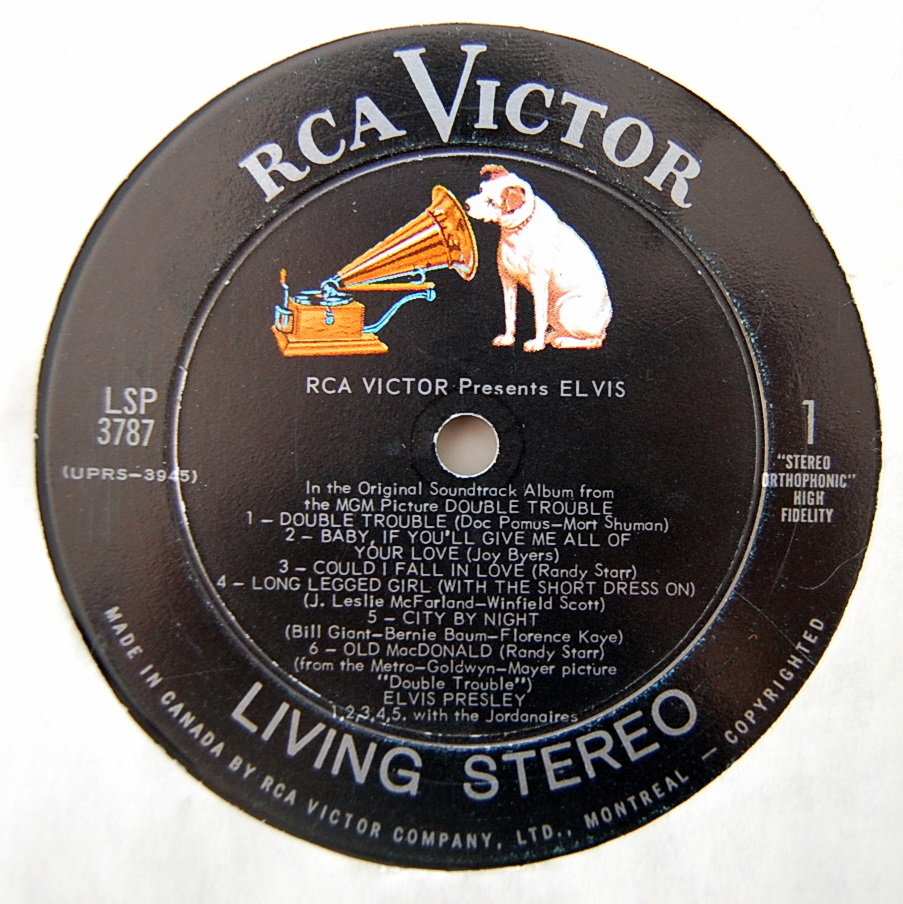 RCA VICTOR
RCA VICTOR Presents ELVIS
LSP
3787
(UPRS—3945)
1
"STEREO
ORTHOPHONIC"
HIGH
FIDELITY
In the Original Soundtrack Album from
the MGM Picture DOUBLE TROUBLE
1 — DOUBLE TROUBLE (Doc Pomus—Mort Shuman)
2 — BABY, IF YOU'LL GIVE ME ALL OF
YOUR LOVE (Joy Byers)
3 — COULD I FALL IN LOVE (Randy Starr)
4 — LONG LEGGED GIRL (WITH THE SHORT DRESS ON)
(J. Leslie McFarland—Winfield Scott)
5 — CITY BY NIGHT
(Bill Giant—Bernie Baum—Florence Kaye)
6 — OLD MacDONALD (Randy Starr)
(from the Metro—Goldwyn—Mayer picture
"Double Trouble")
ELVIS PRESLEY
1,2,3,4,5. with the Jordanaires
LIVING STEREO
MADE IN CANADA BY RCA VICTOR COMPANY, LTD., MONTREAL — COPYRIGHTED